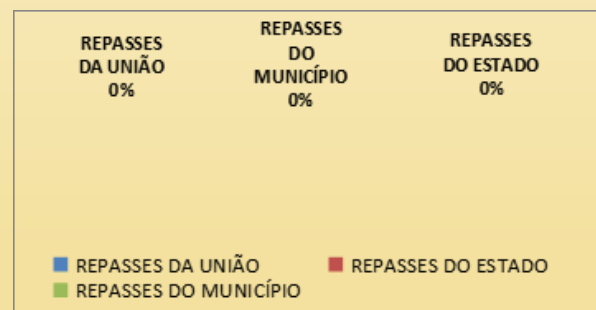 REPASSES
DA UNIÃO
0%
REPASSES
DO
MUNICÍPIO
0%
REPASSES
DO ESTADO
0%
REPASSES DA UNIÃO
REPASSES DO ESTADO
REPASSES DO MUNICÍPIO